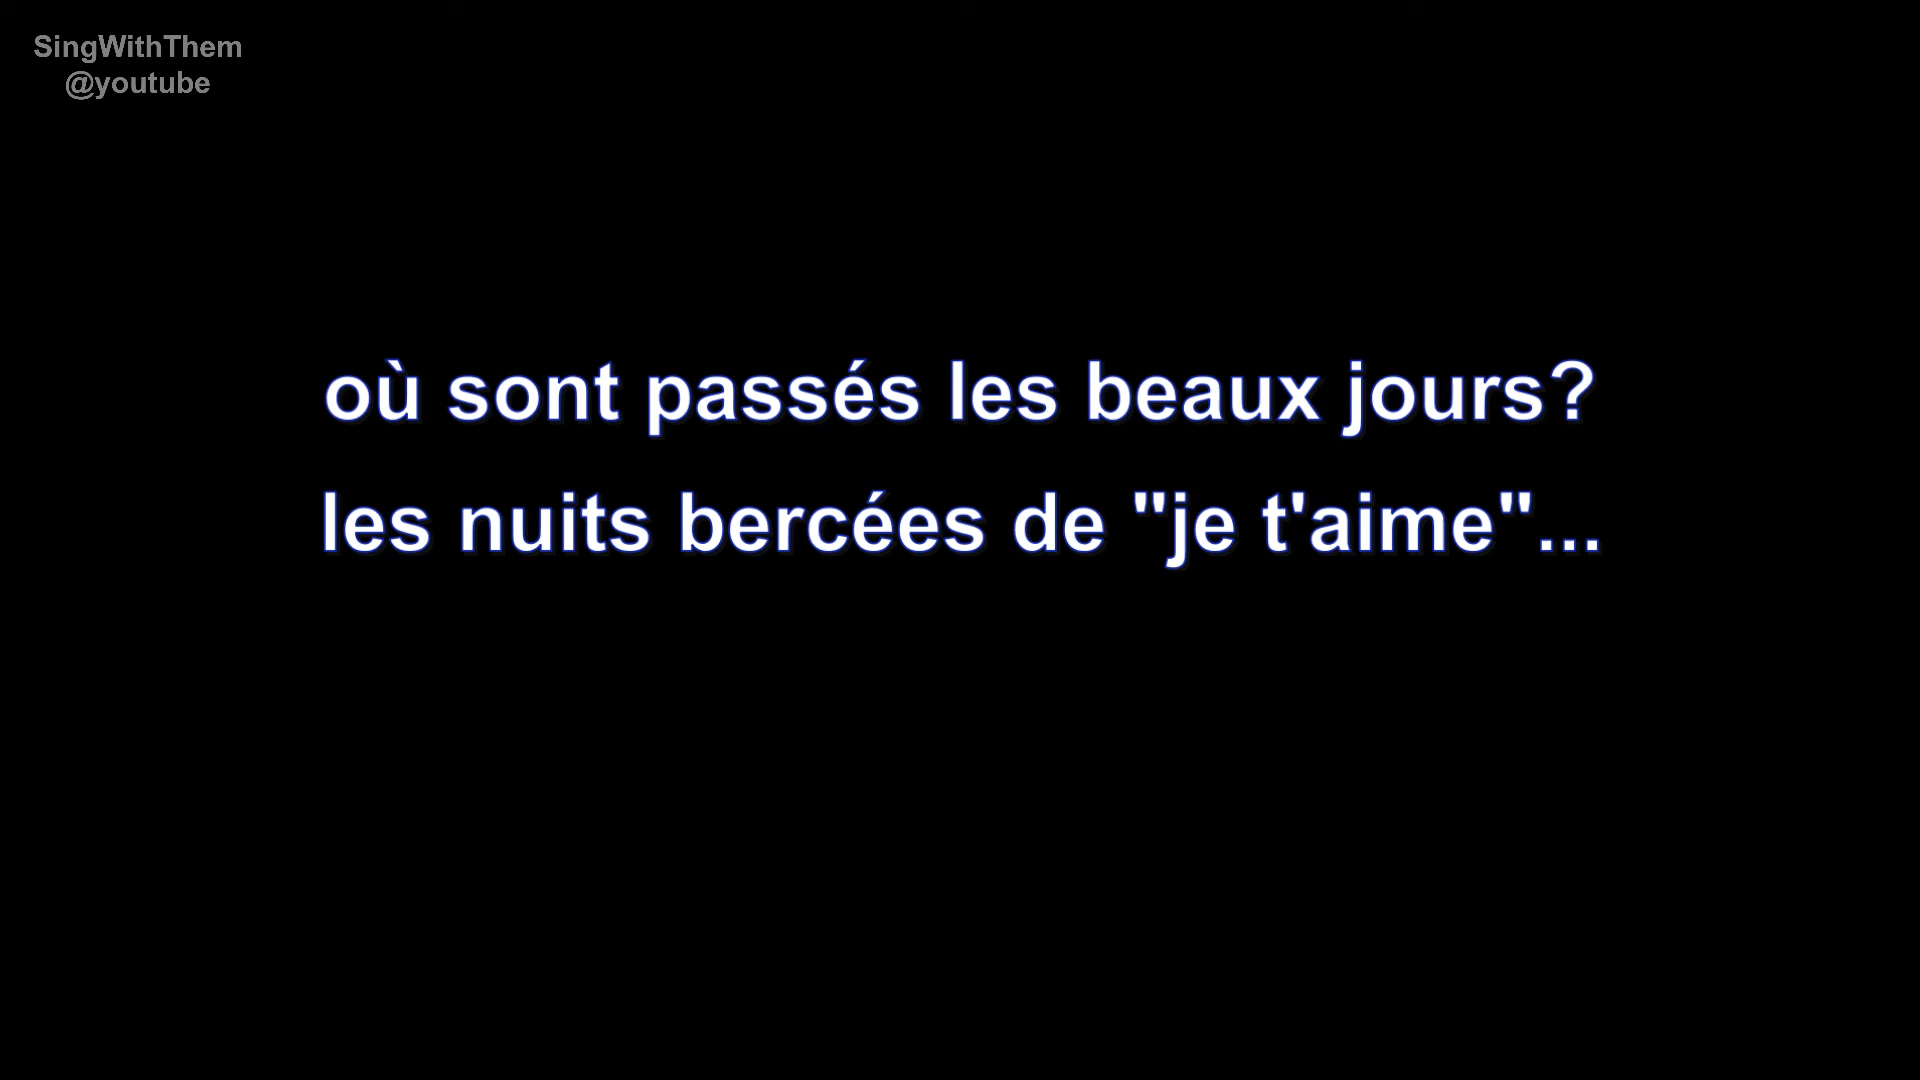 SingWithThem
@youtube
où sont passés les beaux jours?
les nuits bercées de "je t'aime"...